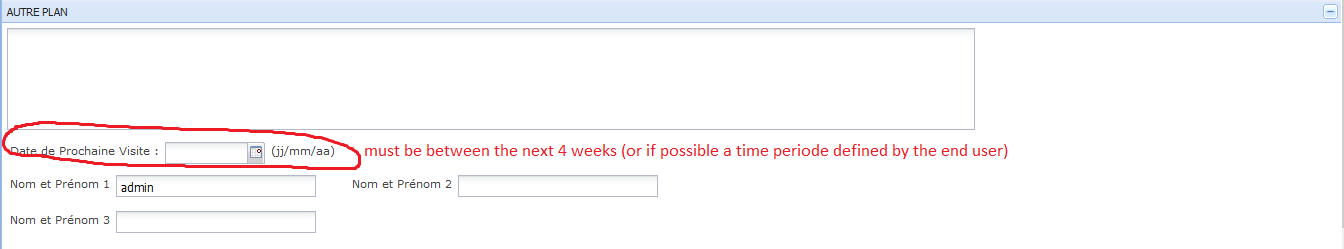 AUTRE PLAN
Date de Prochaine Visite : (jj/mm/aa) must be between the next 4 weeks (or if possible a time periode defined by the end user)
Nom et Prénom 1 admin Nom et Prénom 2
Nom et Prénom 3